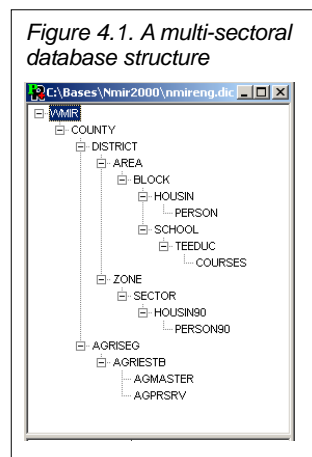 Figure 4.1. A multi-sectoral
database structure
C:\Bases\Nmir2000\nmireng.dic
WMIR
COUNTY
DISTRICT
AREA
BLOCK
HOUSIN
PERSON
SCHOOL
TEEDUC
COURSES
ZONE
SECTOR
HOUSIN90
PERSON90
AGRISEG
AGRIESTB
AGMASTER
AGPRSRV